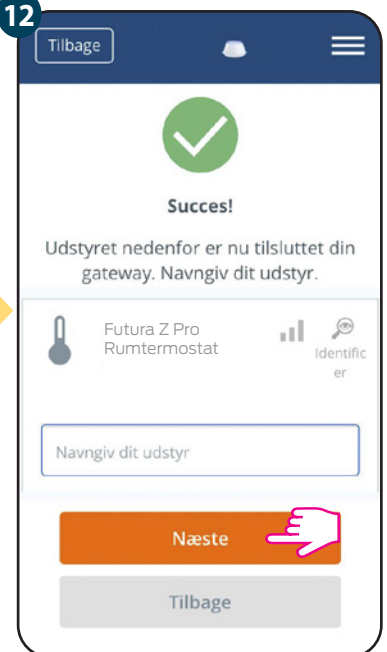 12
Tilbage
Succes!
Udstyret nedenfor er nu tilsluttet din
gateway. Navngiv dit udstyr.
Futura Z Pro
Rumtermostat
Identific
er
Navngiv dit udstyr
Næste
Tilbage